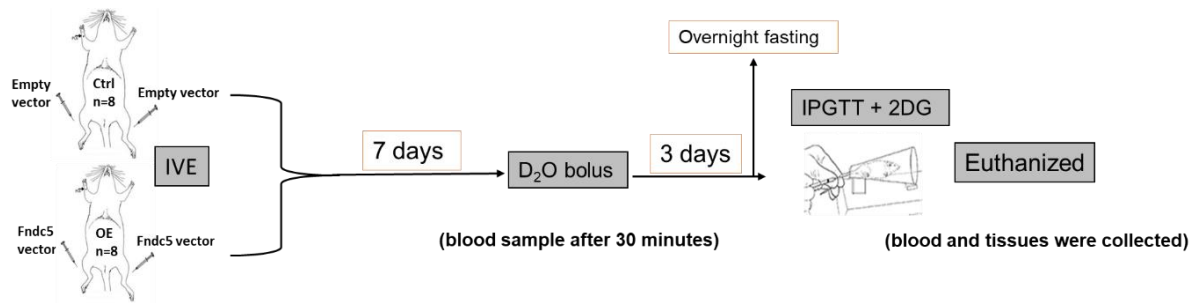 Overnight fasting
Empty
vector
Ctrl
n=8
Empty vector
IVE
7 days
D₂O bolus
3 days
IPGTT + 2DG
Euthanized
Fndc5
vector
OE
n=8
Fndc5 vector
(blood sample after 30 minutes)
(blood and tissues were collected)